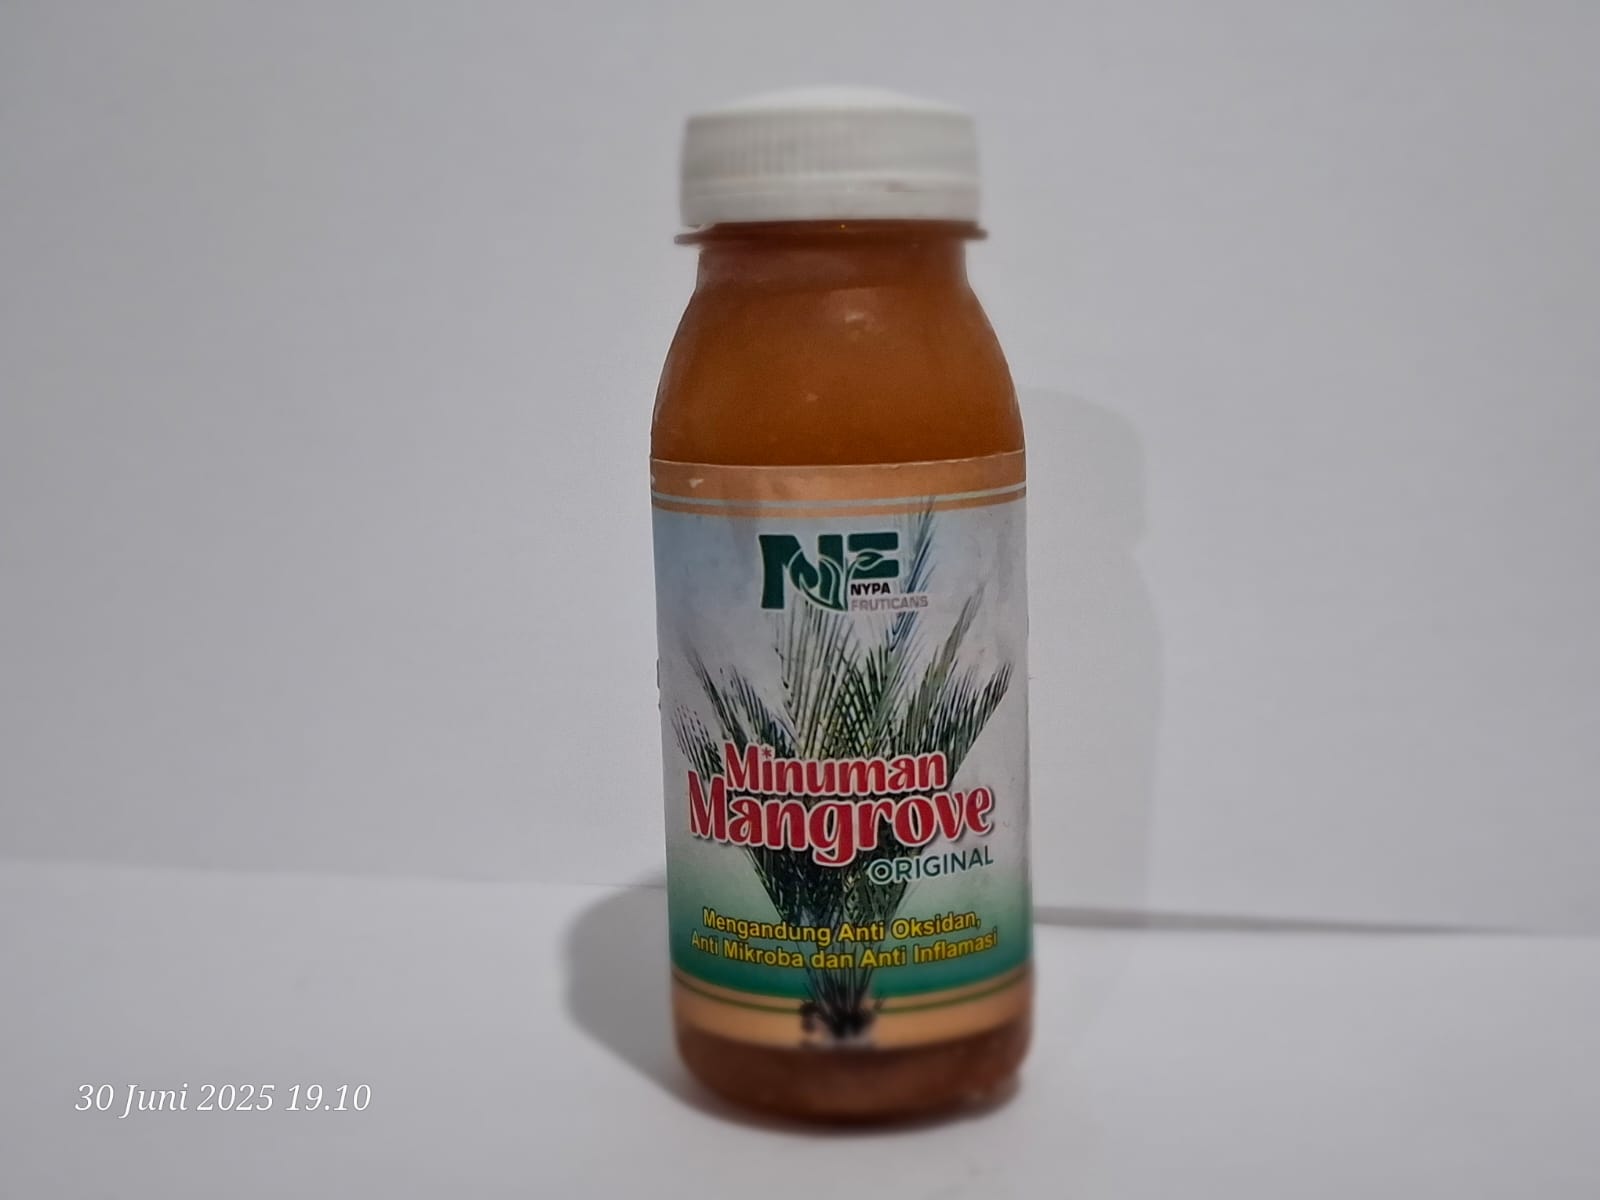 NF
NYPA
FRUTICANS
Minuman
Mangrove
ORIGINAL
Mengandung Anti Oksidan,
Anti Mikroba dan Anti Inflamasi
30 Juni 2025 19.10